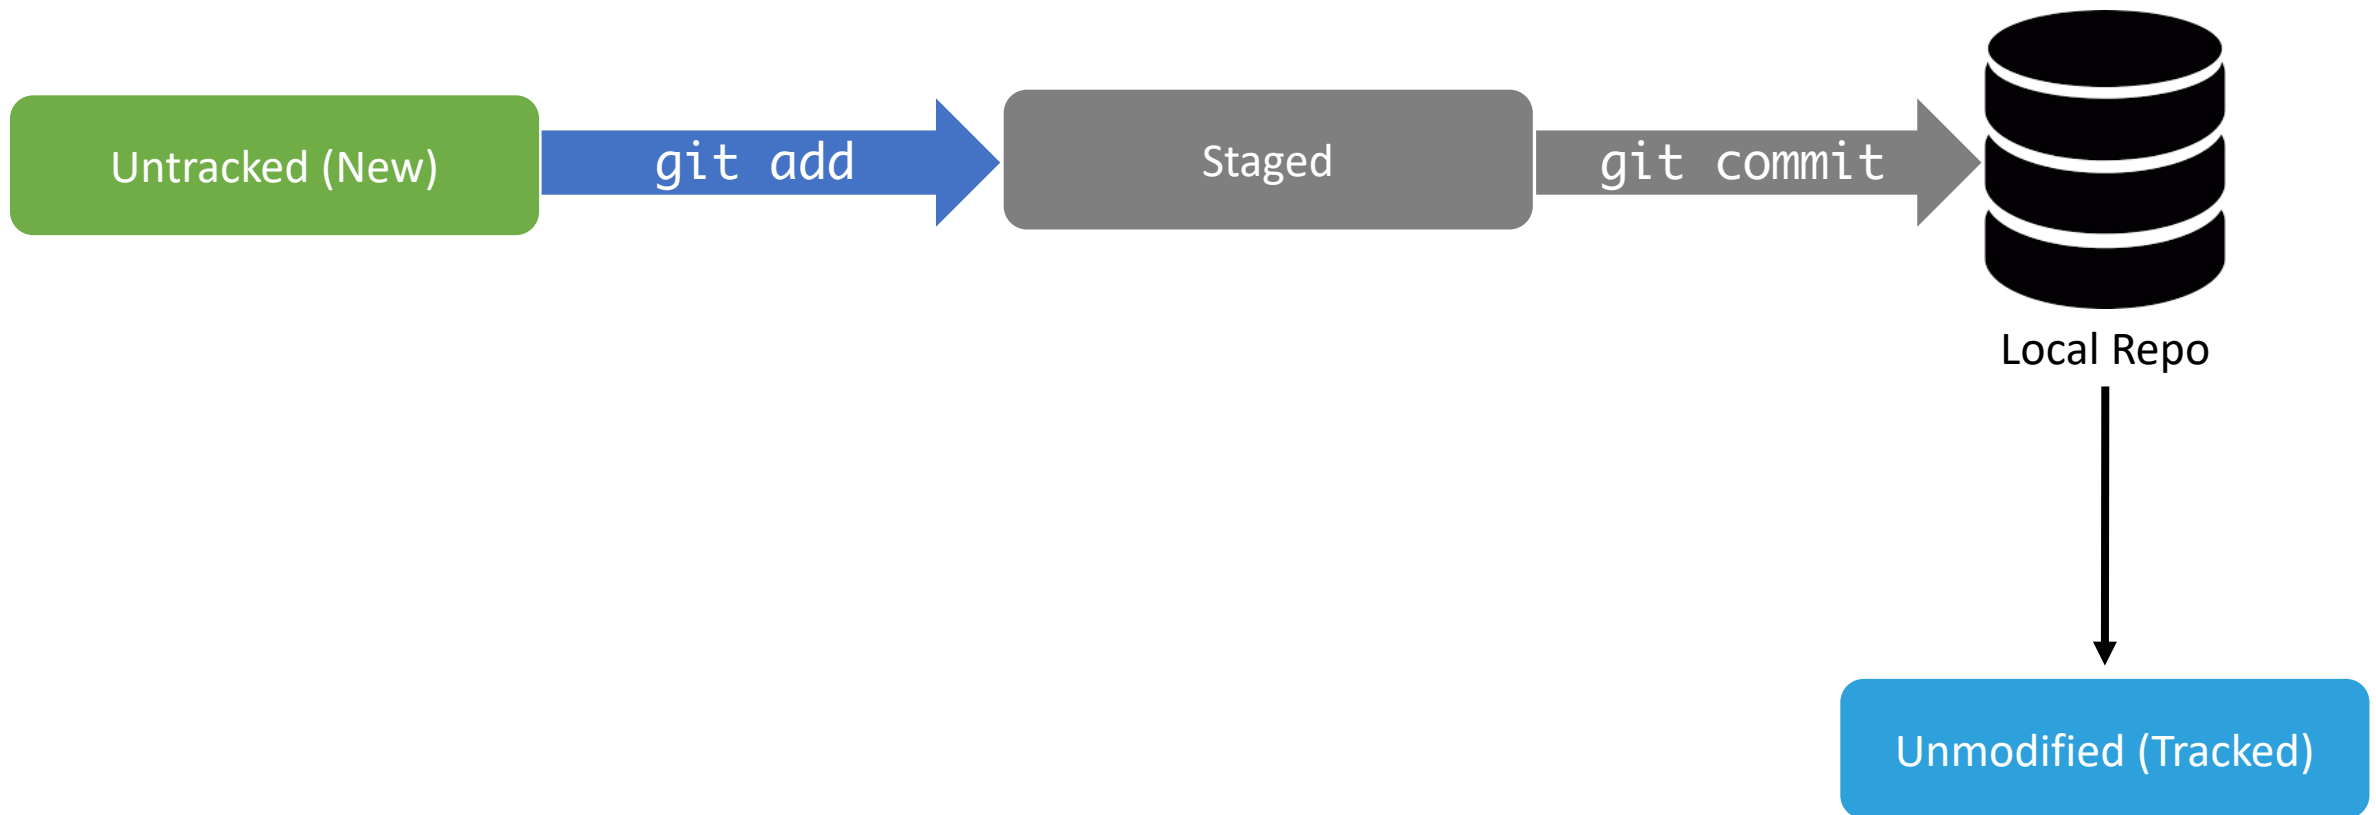 Untracked (New)
git add
Staged
git commit
Local Repo
Unmodified (Tracked)